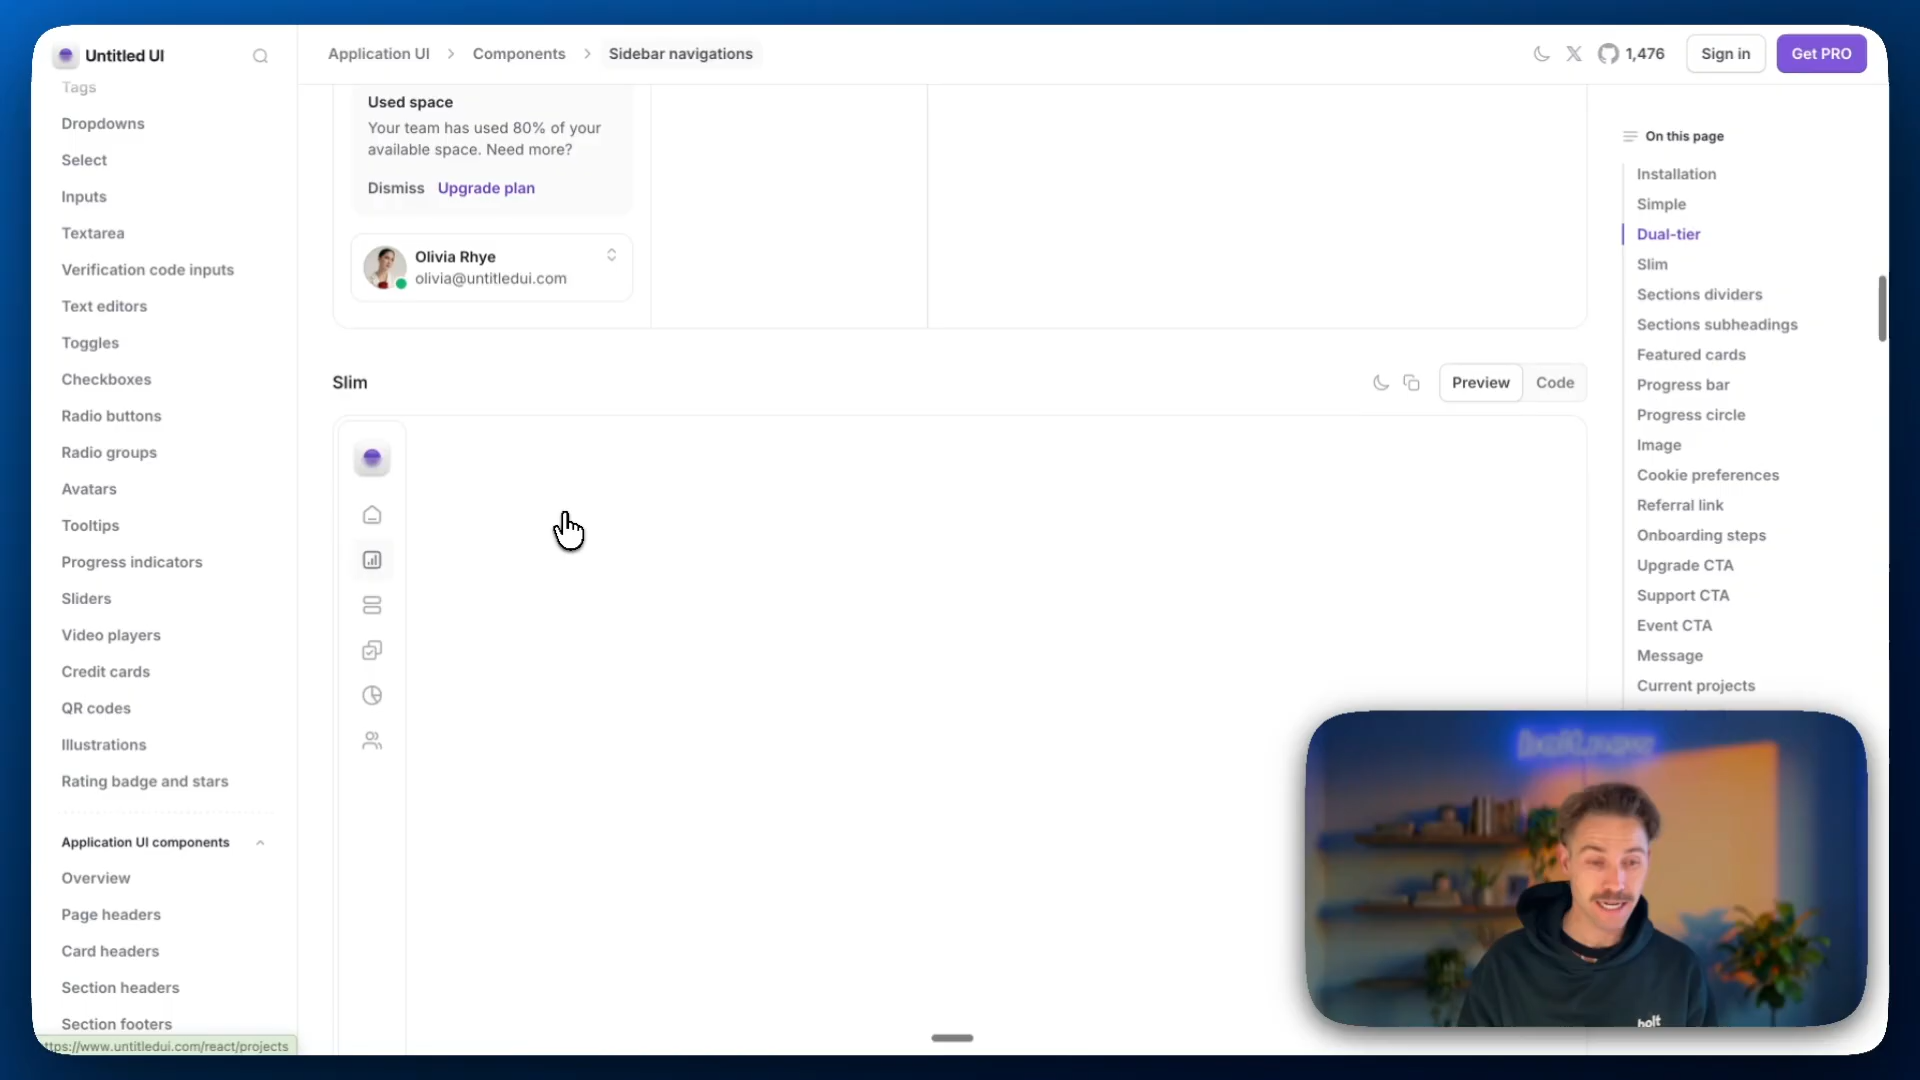 Untitled UI
Tags
Dropdowns
Select
Inputs
Textarea
Verification code inputs
Text editors
Toggles
Checkboxes
Radio buttons
Radio groups
Avatars
Tooltips
Progress indicators
Sliders
Video players
Credit cards
QR codes
Illustrations
Rating badge and stars
Application UI components
Overview
Page headers
Card headers
Section headers
Section footers
ttps://www.untitledui.com/react/projects
Application UI
Components
Sidebar navigations
1,476
Sign in
Get PRO
Used space
Your team has used 80% of your
available space. Need more?
Dismiss Upgrade plan
Olivia Rhye
olivia@untitledui.com
Slim
Preview
Code
On this page
Installation
Simple
Dual-tier
Slim
Sections dividers
Sections subheadings
Featured cards
Progress bar
Progress circle
Image
Cookie preferences
Referral link
Onboarding steps
Upgrade CTA
Support CTA
Event CTA
Message
Current projects
bolt.new
bolt